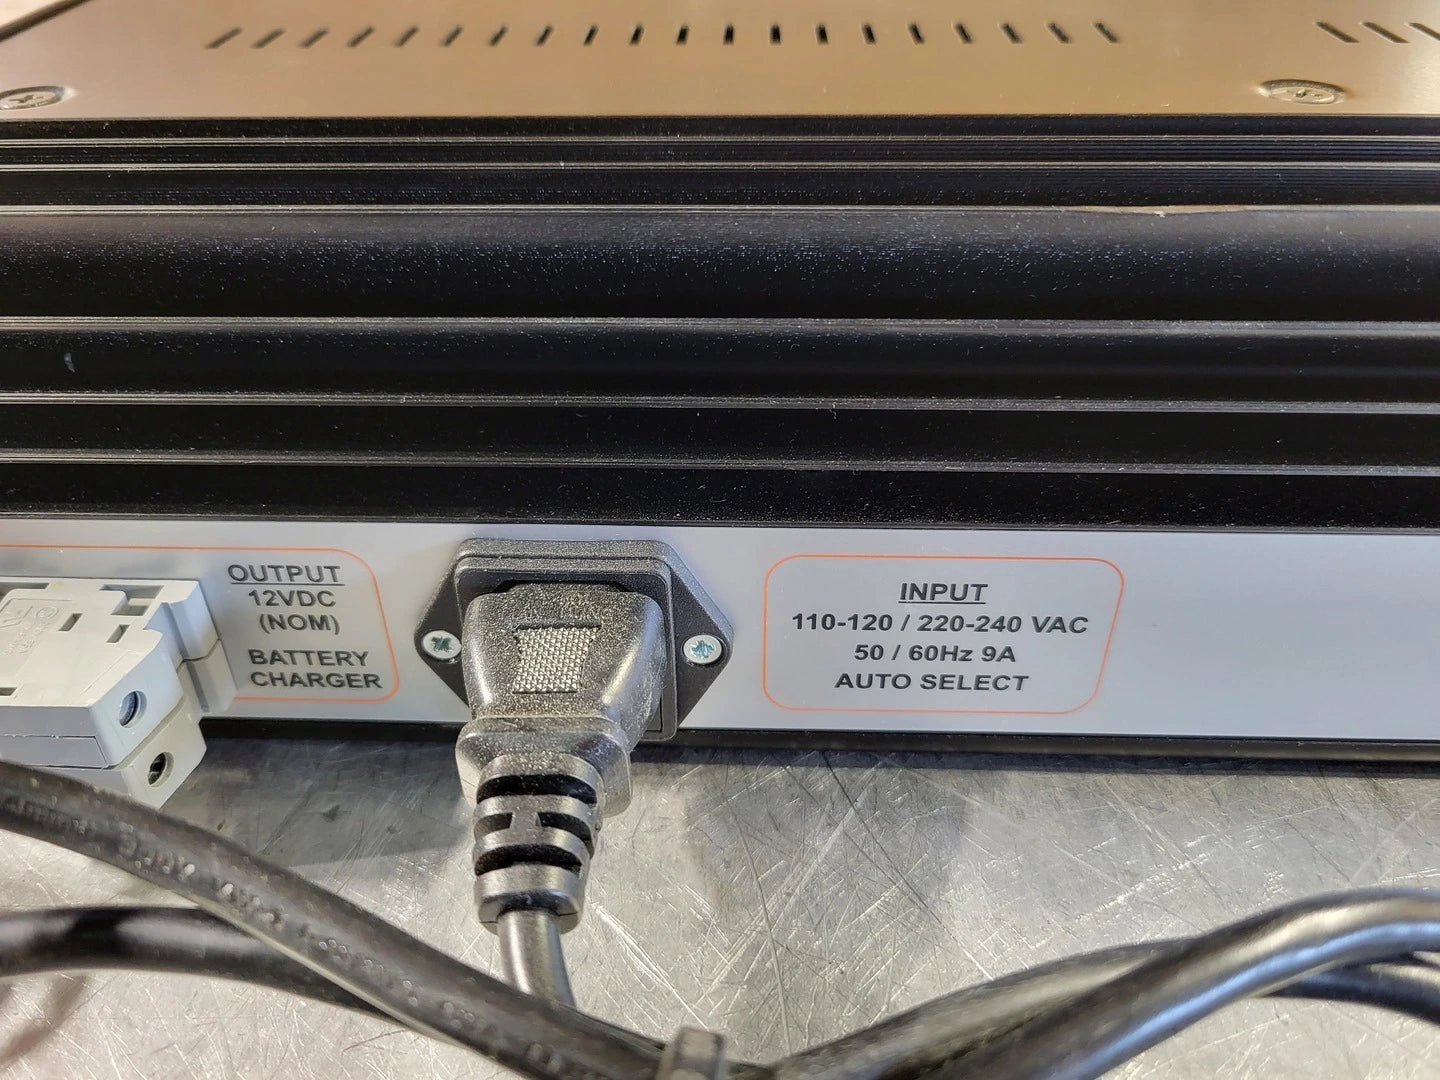 OUTPUT
12VDC
(NOM)
BATTERY
CHARGER
INPUT
110-120 / 220-240 VAC
50 / 60Hz 9A
AUTO SELECT